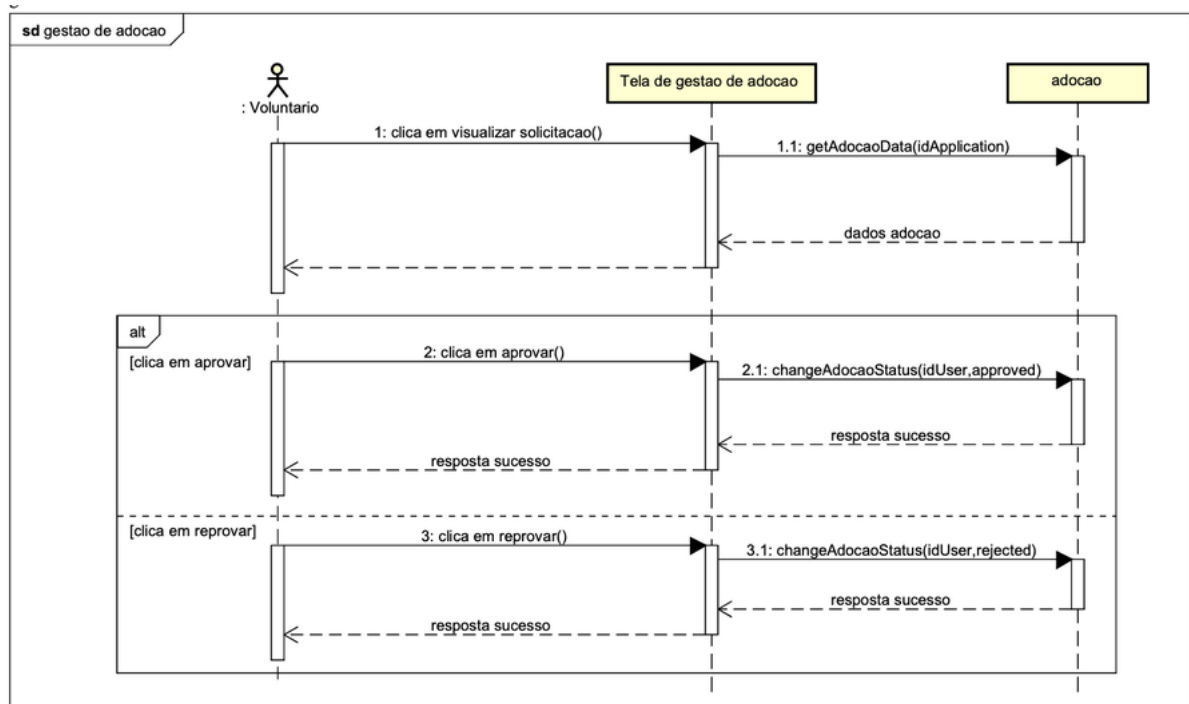 sd gestao de adocao
: Voluntario
Tela de gestao de adocao
adocao
1: clica em visualizar solicitacao()
1.1: getAdocaoData(idApplication)
dados adocao
alt
[clica em aprovar]
2: clica em aprovar()
2.1: changeAdocaoStatus(idUser,approved)
resposta sucesso
resposta sucesso
[clica em reprovar]
3: clica em reprovar()
3.1: changeAdocaoStatus(idUser,rejected)
resposta sucesso
resposta sucesso